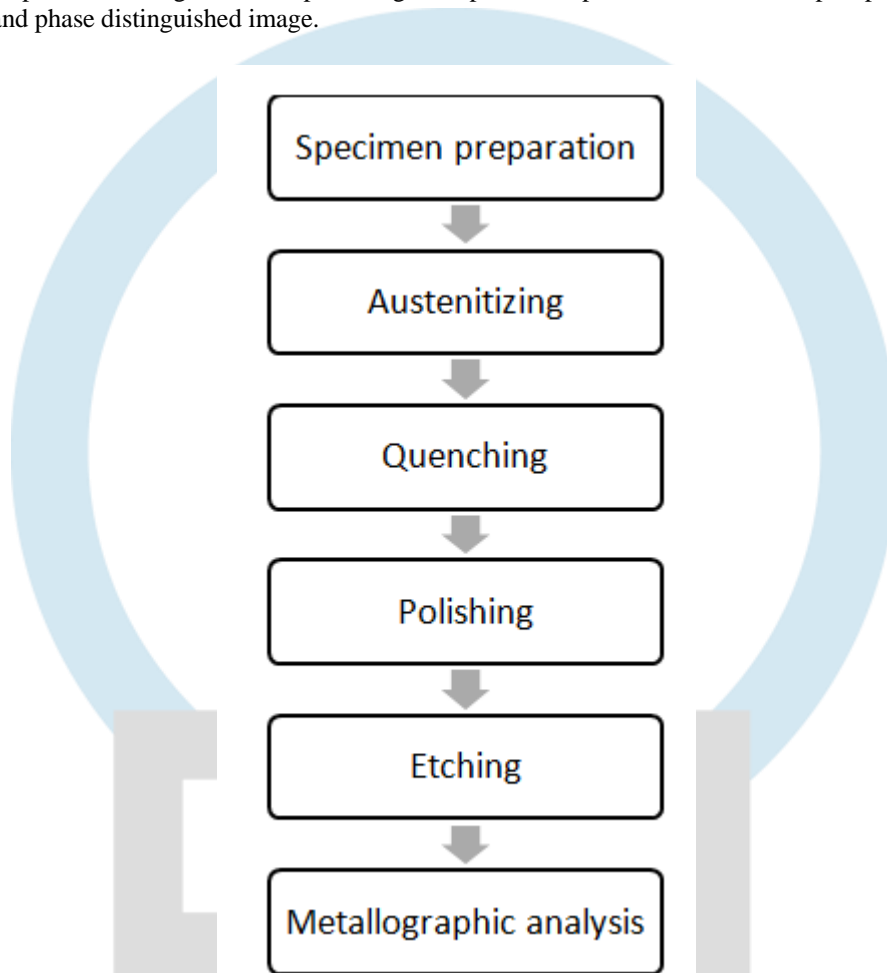 and phase distinguished image.
Specimen preparation
Austenitizing
Quenching
Polishing
Etching
Metallographic analysis